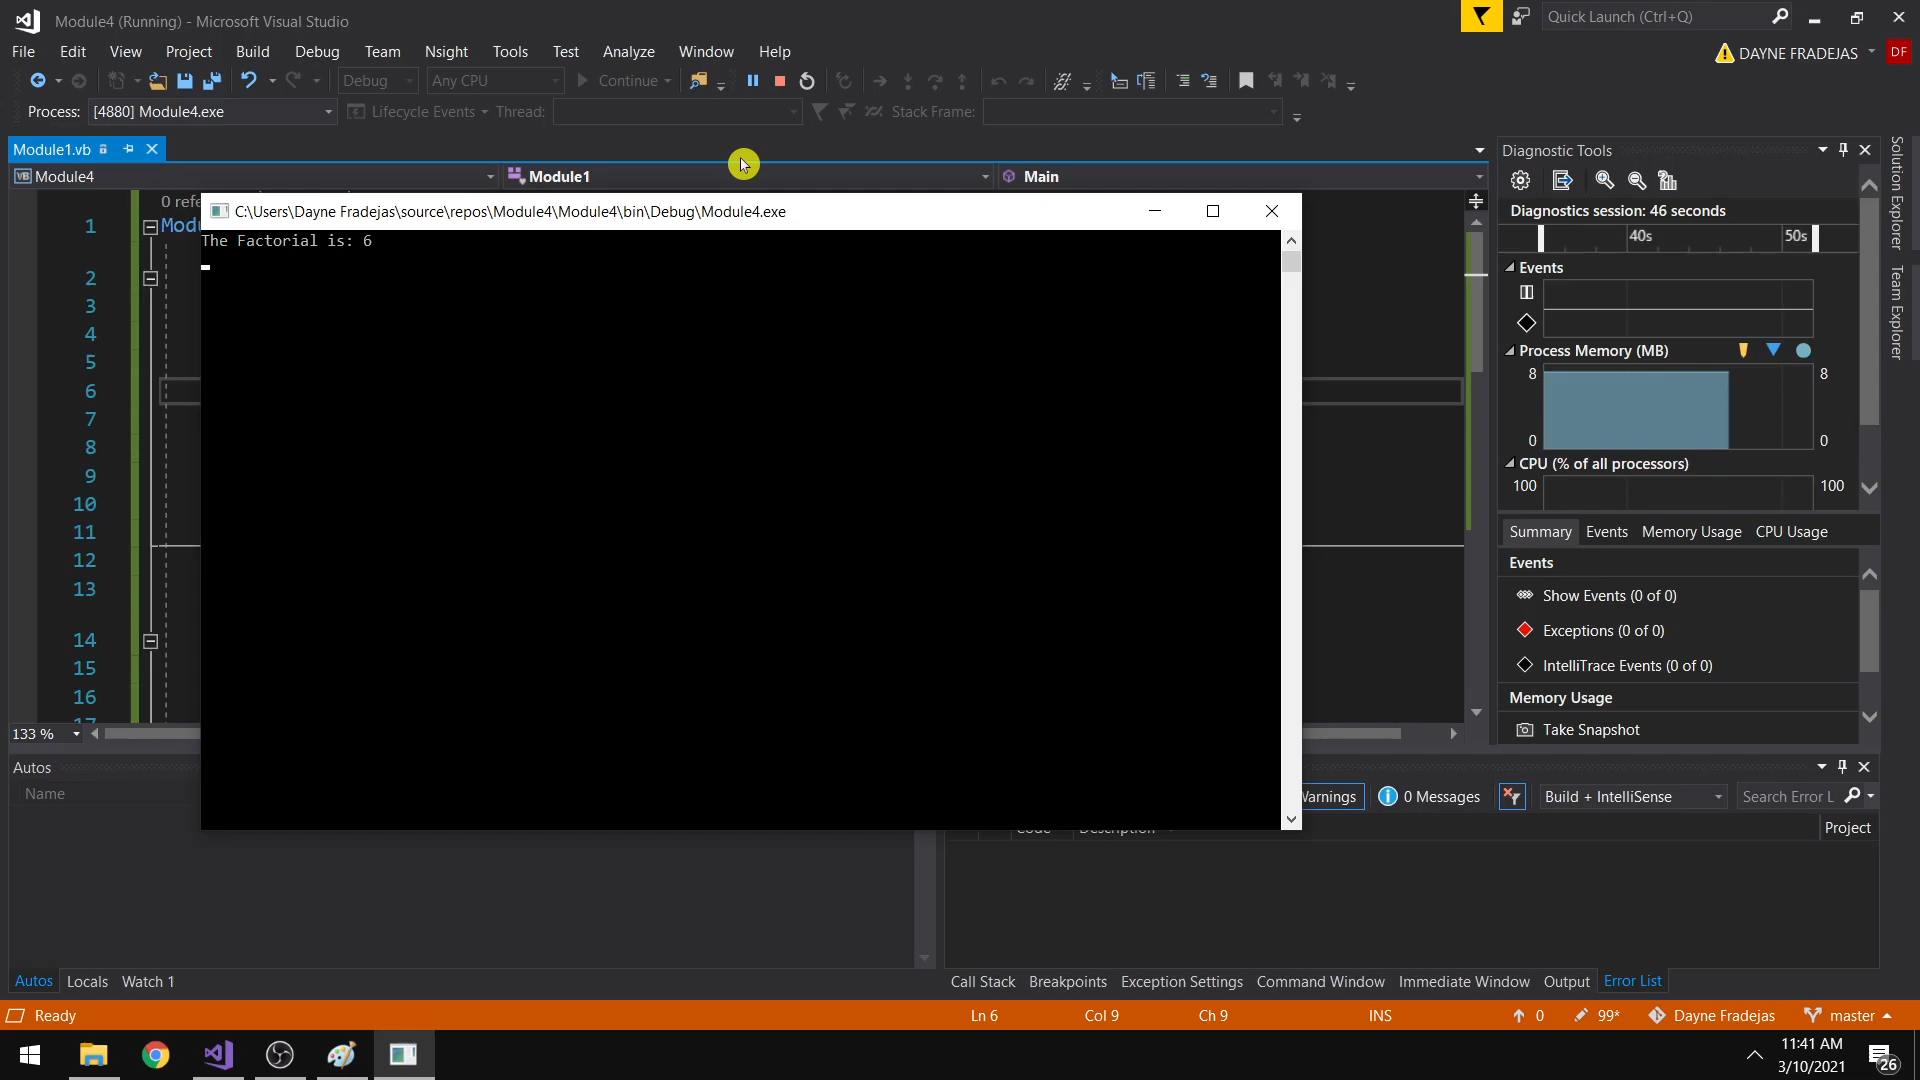 Module4 (Running) - Microsoft Visual Studio
Quick Launch (Ctrl+Q)
File Edit View Project Build Debug Team Nsight Tools Test Analyze Window Help
DAYNE FRADEJAS DF
Debug Any CPU Continue
Process: [4880] Module4.exe Lifecycle Events Thread: Stack Frame:
Module1.vb
VB Module4 Module1 Main
0 refe
1 Modu
2
3
4
5
6
7
8
9
10
11
12
13
14
15
16
17
133 %
C:\Users\Dayne Fradejas\source\repos\Module4\Module4\bin\Debug\Module4.exe
The Factorial is: 6
Diagnostic Tools
Diagnostics session: 46 seconds
40s 50s
Events
Process Memory (MB)
8 8
0 0
CPU (% of all processors)
100 100
Summary Events Memory Usage CPU Usage
Events
Show Events (0 of 0)
Exceptions (0 of 0)
IntelliTrace Events (0 of 0)
Memory Usage
Take Snapshot
Solution Explorer
Team Explorer
Autos
Name
Warnings 0 Messages Build + IntelliSense Search Error L
Code Description Project
Autos Locals Watch 1
Call Stack Breakpoints Exception Settings Command Window Immediate Window Output Error List
Ready Ln 6 Col 9 Ch 9 INS 0 99* Dayne Fradejas master
11:41 AM
3/10/2021
26